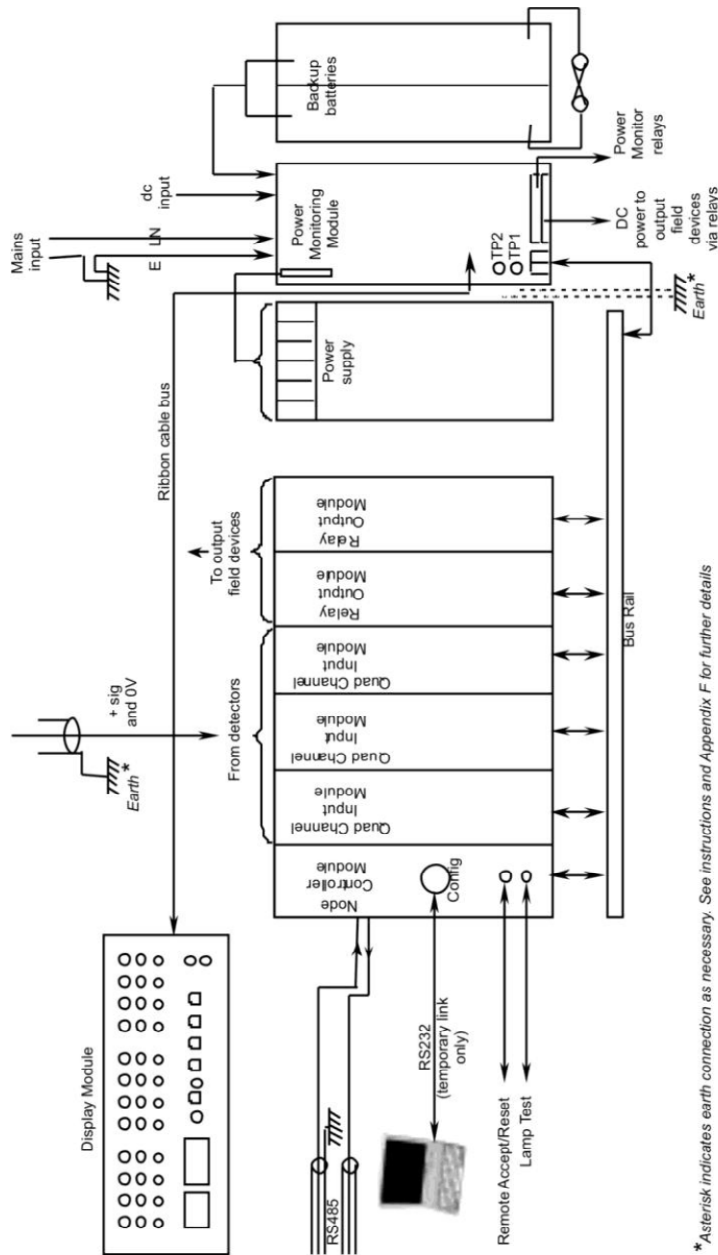 Mains
input
E
LN
dc
input
Backup
batteries
Power
Monitoring
Module
TP2
TP1
Power
Monitor
relays
DC
power to
output
field
devices
via relays
Earth*
Ribbon cable bus
Power
supply
To output
field devices
+ sig
and 0V
Earth*
From detectors
Relay
Output
Module
Relay
Output
Module
Quad Channel
Input
Module
Quad Channel
Input
Module
Quad Channel
Input
Module
Node
Controller
Module
Config
Bus Rail
Display Module
RS485
RS232
(temporary link
only)
Remote Accept/Reset
Lamp Test
*Asterisk indicates earth connection as necessary. See instructions and Appendix F for further details